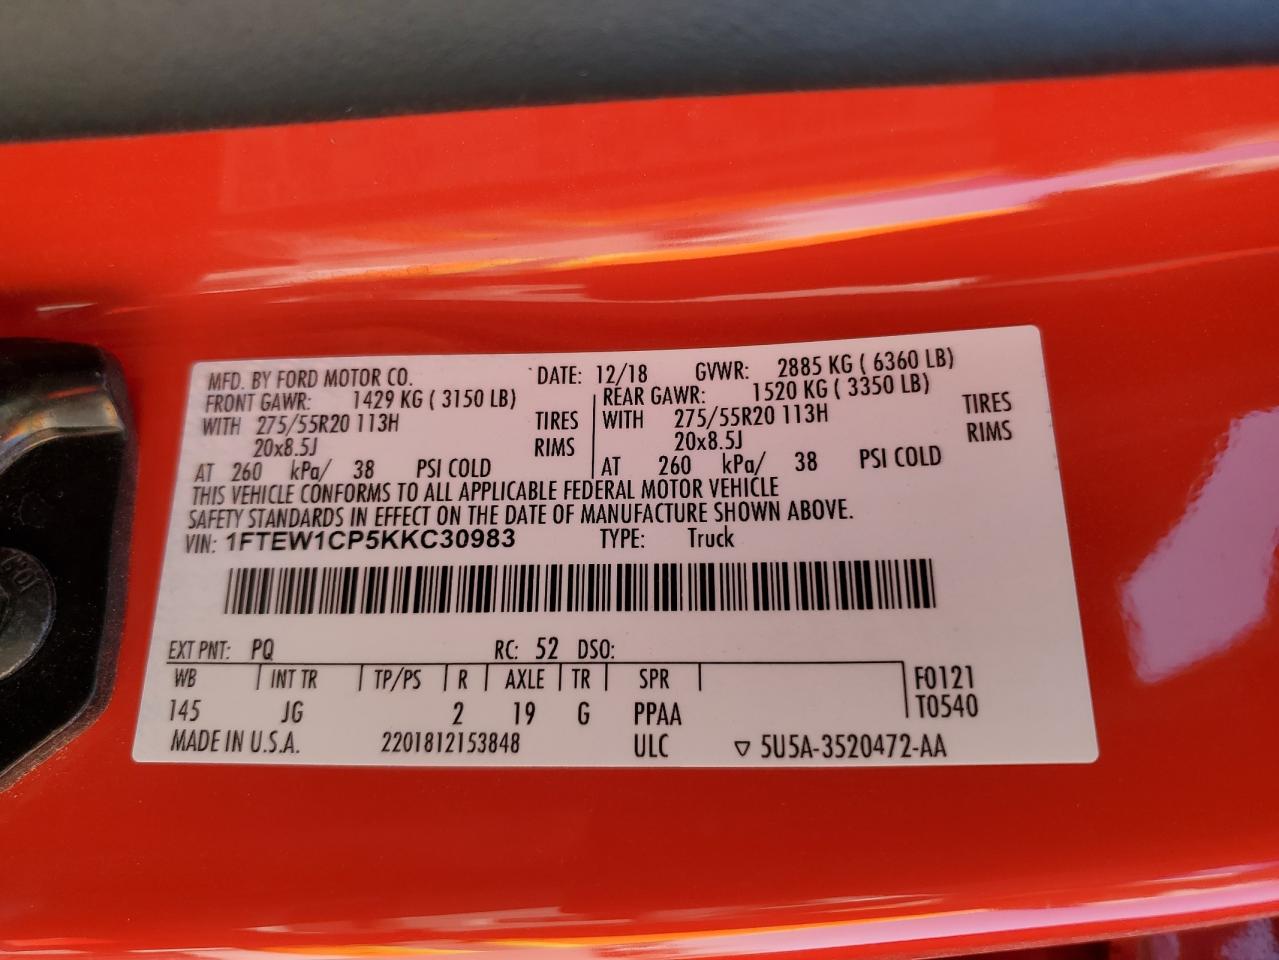 MFD. BY FORD MOTOR CO. DATE: 12/18 GVWR: 2885 KG ( 6360 LB)
FRONT GAWR: 1429 KG ( 3150 LB) REAR GAWR: 1520 KG ( 3350 LB)
WITH 275/55R20 113H TIRES WITH 275/55R20 113H TIRES
20x8.5J RIMS 20x8.5J RIMS
AT 260 kPa/ 38 PSI COLD AT 260 kPa/ 38 PSI COLD
THIS VEHICLE CONFORMS TO ALL APPLICABLE FEDERAL MOTOR VEHICLE
SAFETY STANDARDS IN EFFECT ON THE DATE OF MANUFACTURE SHOWN ABOVE.
VIN: 1FTEW1CP5KKC30983 TYPE: Truck
EXT PNT: PQ RC: 52 DSO:
WB INT TR TP/PS R AXLE TR SPR F0121
145 JG 2 19 G PPAA T0540
MADE IN U.S.A. 2201812153848 ULC ▽ 5U5A-3520472-AA